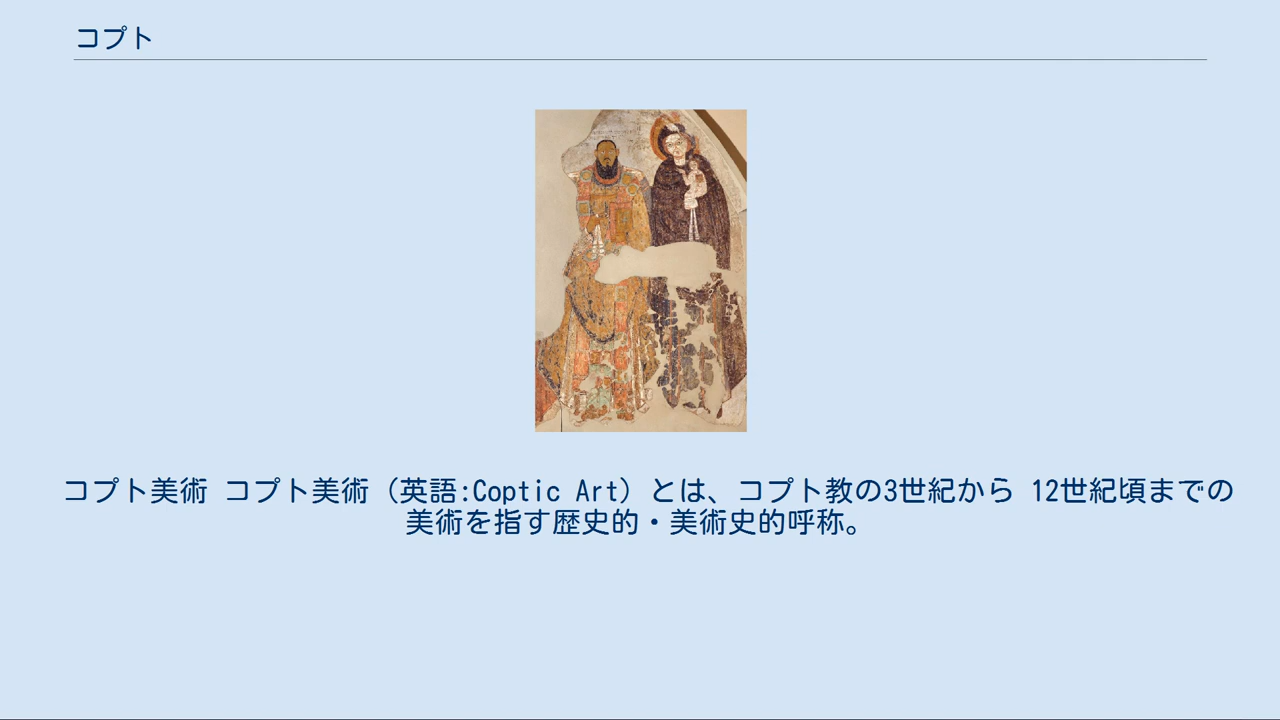 コプト
コプト美術 コプト美術（英語:Coptic Art）とは、コプト教の3世紀から 12世紀頃までの
美術を指す歴史的・美術史的呼称。